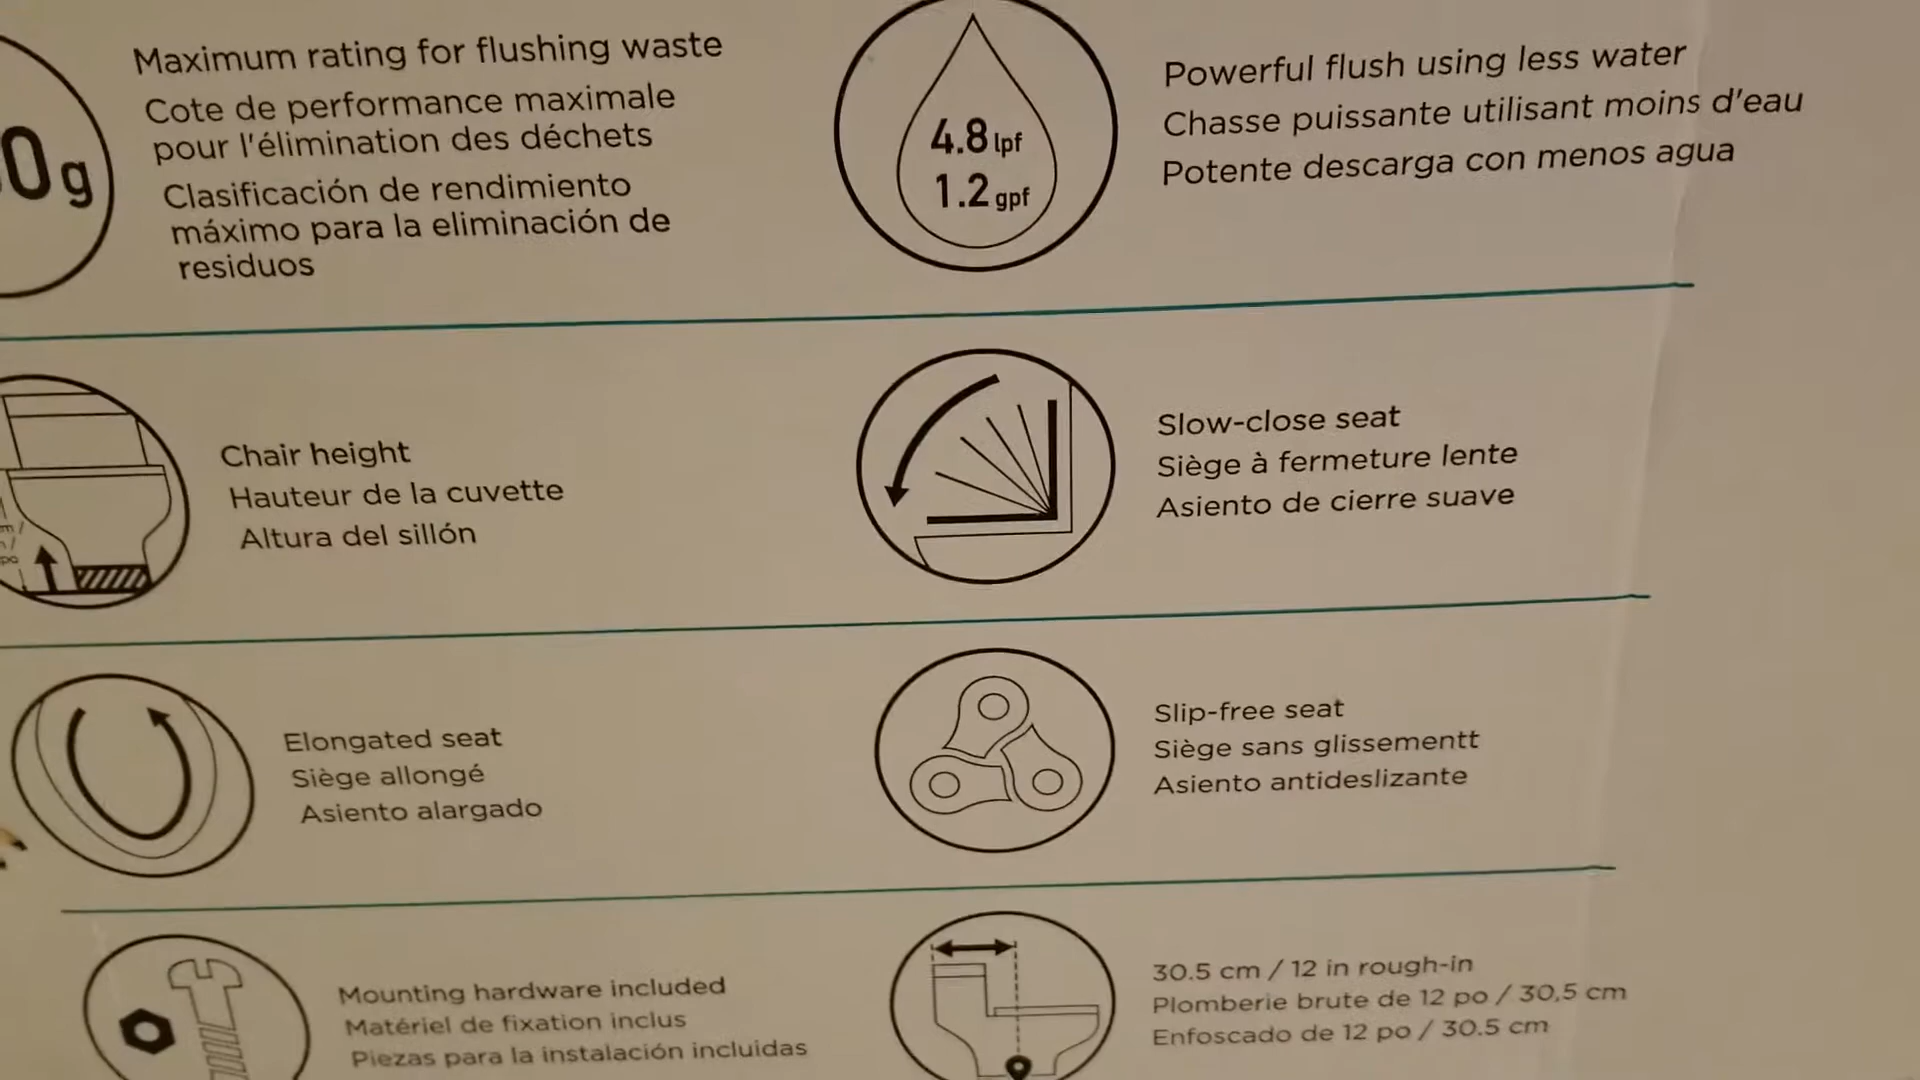 0g
Maximum rating for flushing waste
Cote de performance maximale
pour l'élimination des déchets
Clasificación de rendimiento
máximo para la eliminación de
residuos
4.8 lpf
1.2 gpf
Powerful flush using less water
Chasse puissante utilisant moins d'eau
Potente descarga con menos agua
Chair height
Hauteur de la cuvette
Altura del sillón
Slow-close seat
Siège à fermeture lente
Asiento de cierre suave
Elongated seat
Siège allongé
Asiento alargado
Slip-free seat
Siège sans glissementt
Asiento antideslizante
Mounting hardware included
Matériel de fixation inclus
Piezas para la instalación incluidas
30.5 cm / 12 in rough-in
Plomberie brute de 12 po / 30,5 cm
Enfoscado de 12 po / 30.5 cm